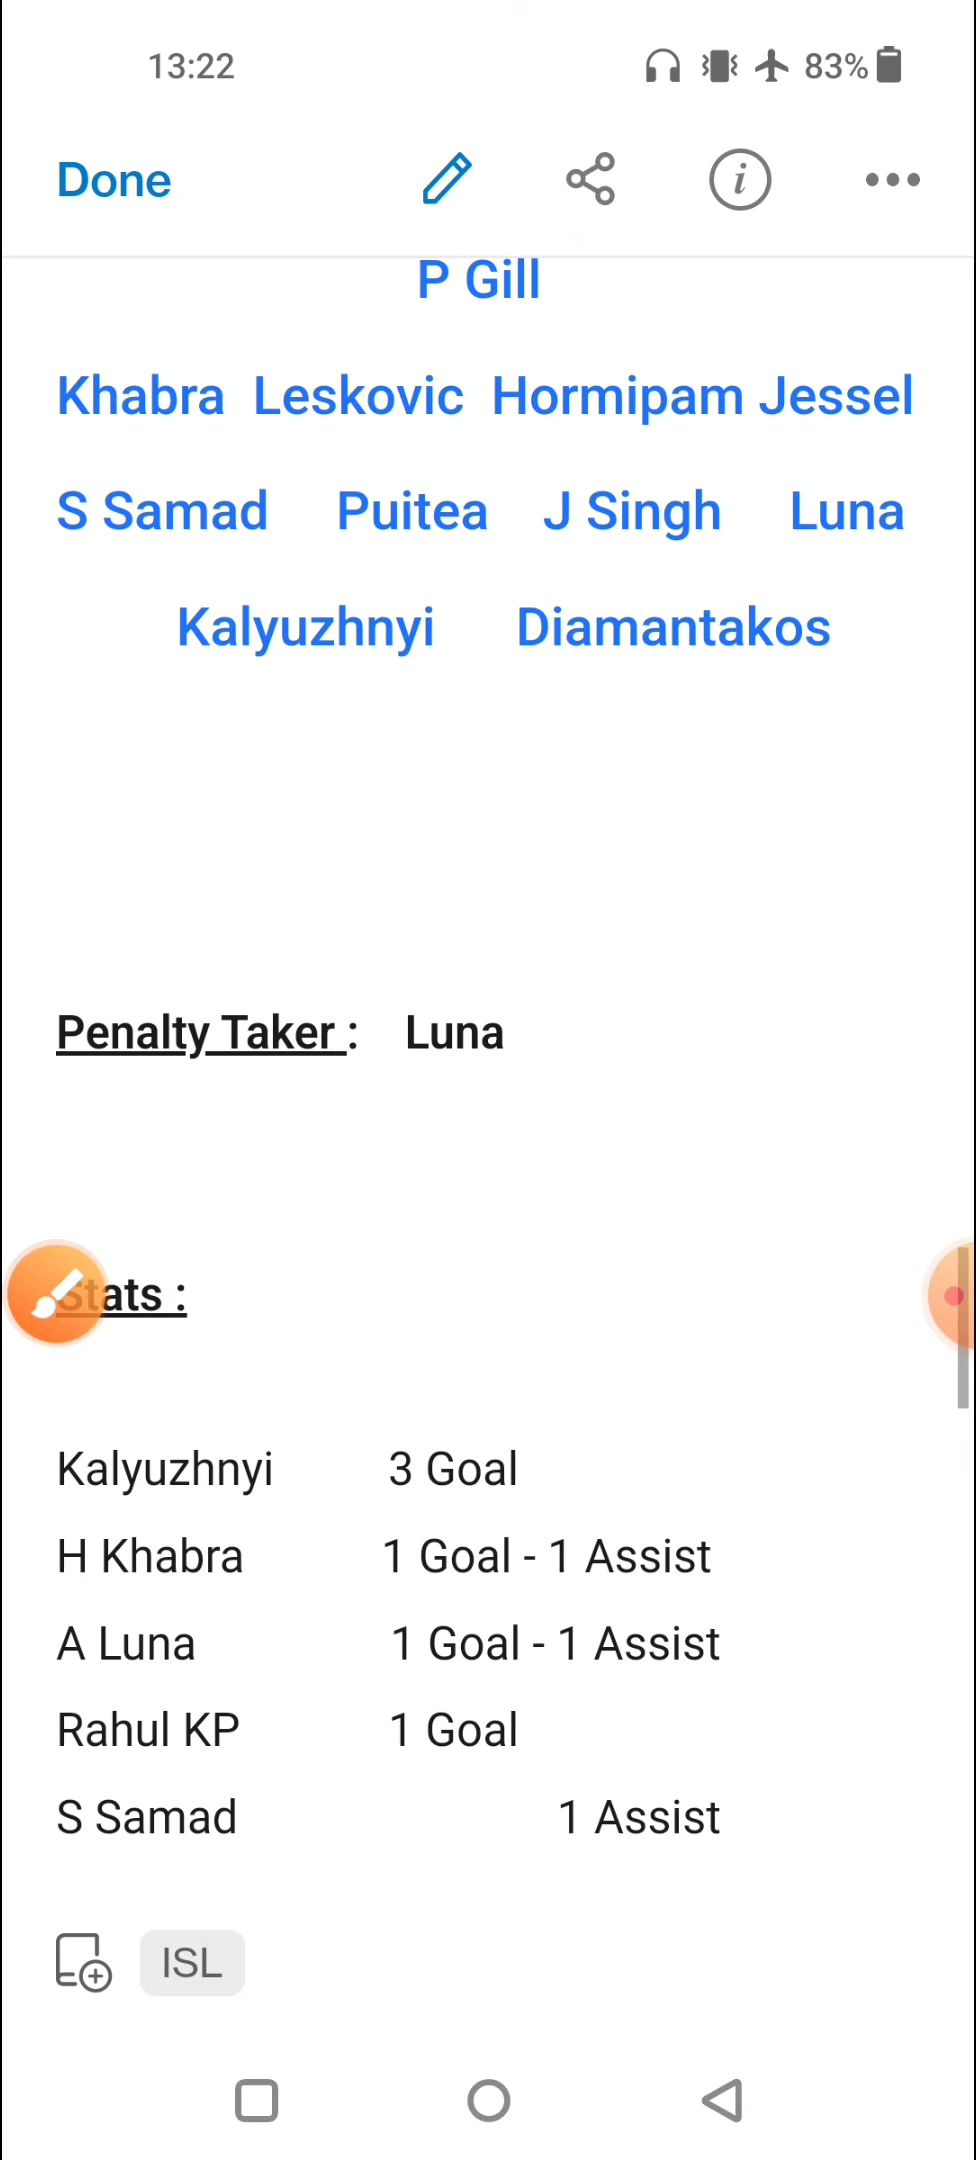 13:22 83%
Done
P Gill
Khabra Leskovic Hormipam Jessel
S Samad Puitea J Singh Luna
Kalyuzhnyi Diamantakos
Penalty Taker : Luna
Stats :
Kalyuzhnyi 3 Goal
H Khabra 1 Goal - 1 Assist
A Luna 1 Goal - 1 Assist
Rahul KP 1 Goal
S Samad 1 Assist
ISL